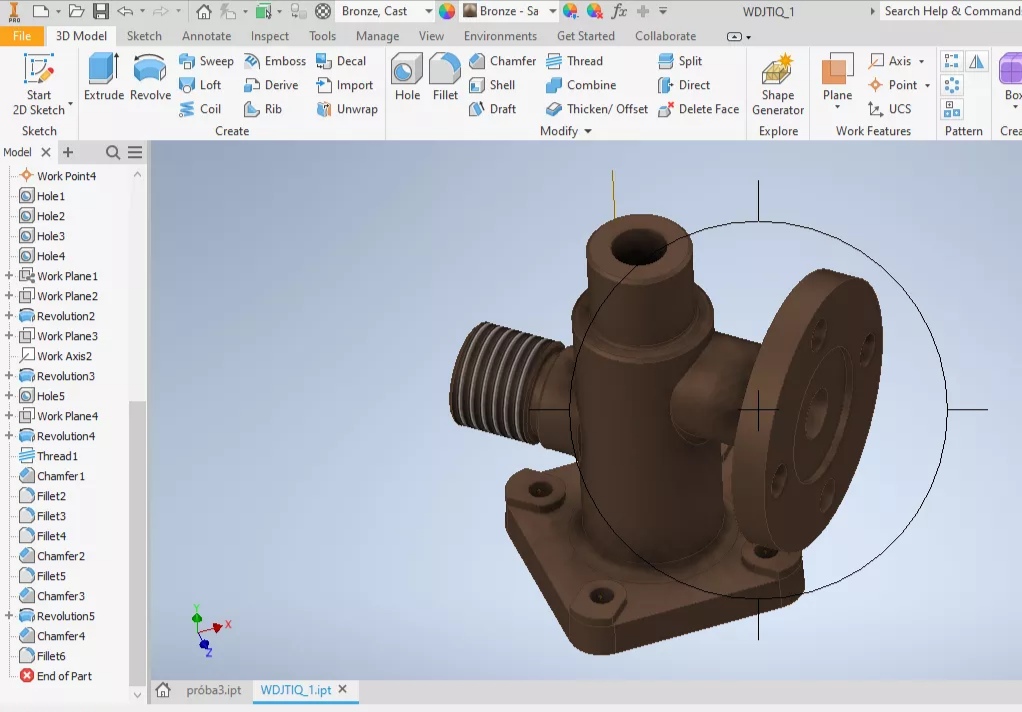 PRO
Bronze, Cast
Bronze - Sa
fx
WDJTIQ_1
Search Help & Command
File 3D Model Sketch Annotate Inspect Tools Manage View Environments Get Started Collaborate
Start
2D Sketch
Extrude
Revolve
Sweep
Loft
Coil
Emboss
Derive
Rib
Decal
Import
Unwrap
Hole
Fillet
Chamfer
Shell
Draft
Thread
Combine
Thicken/ Offset
Split
Direct
Delete Face
Shape
Generator
Plane
Axis
Point
UCS
Box
Sketch Create Modify Explore Work Features Pattern Crea
Model
Work Point4
Hole1
Hole2
Hole3
Hole4
Work Plane1
Work Plane2
Revolution2
Work Plane3
Work Axis2
Revolution3
Hole5
Work Plane4
Revolution4
Thread1
Chamfer1
Fillet2
Fillet3
Fillet4
Chamfer2
Fillet5
Chamfer3
Revolution5
Chamfer4
Fillet6
End of Part
Y
X
Z
próba3.ipt
WDJTIQ_1.ipt